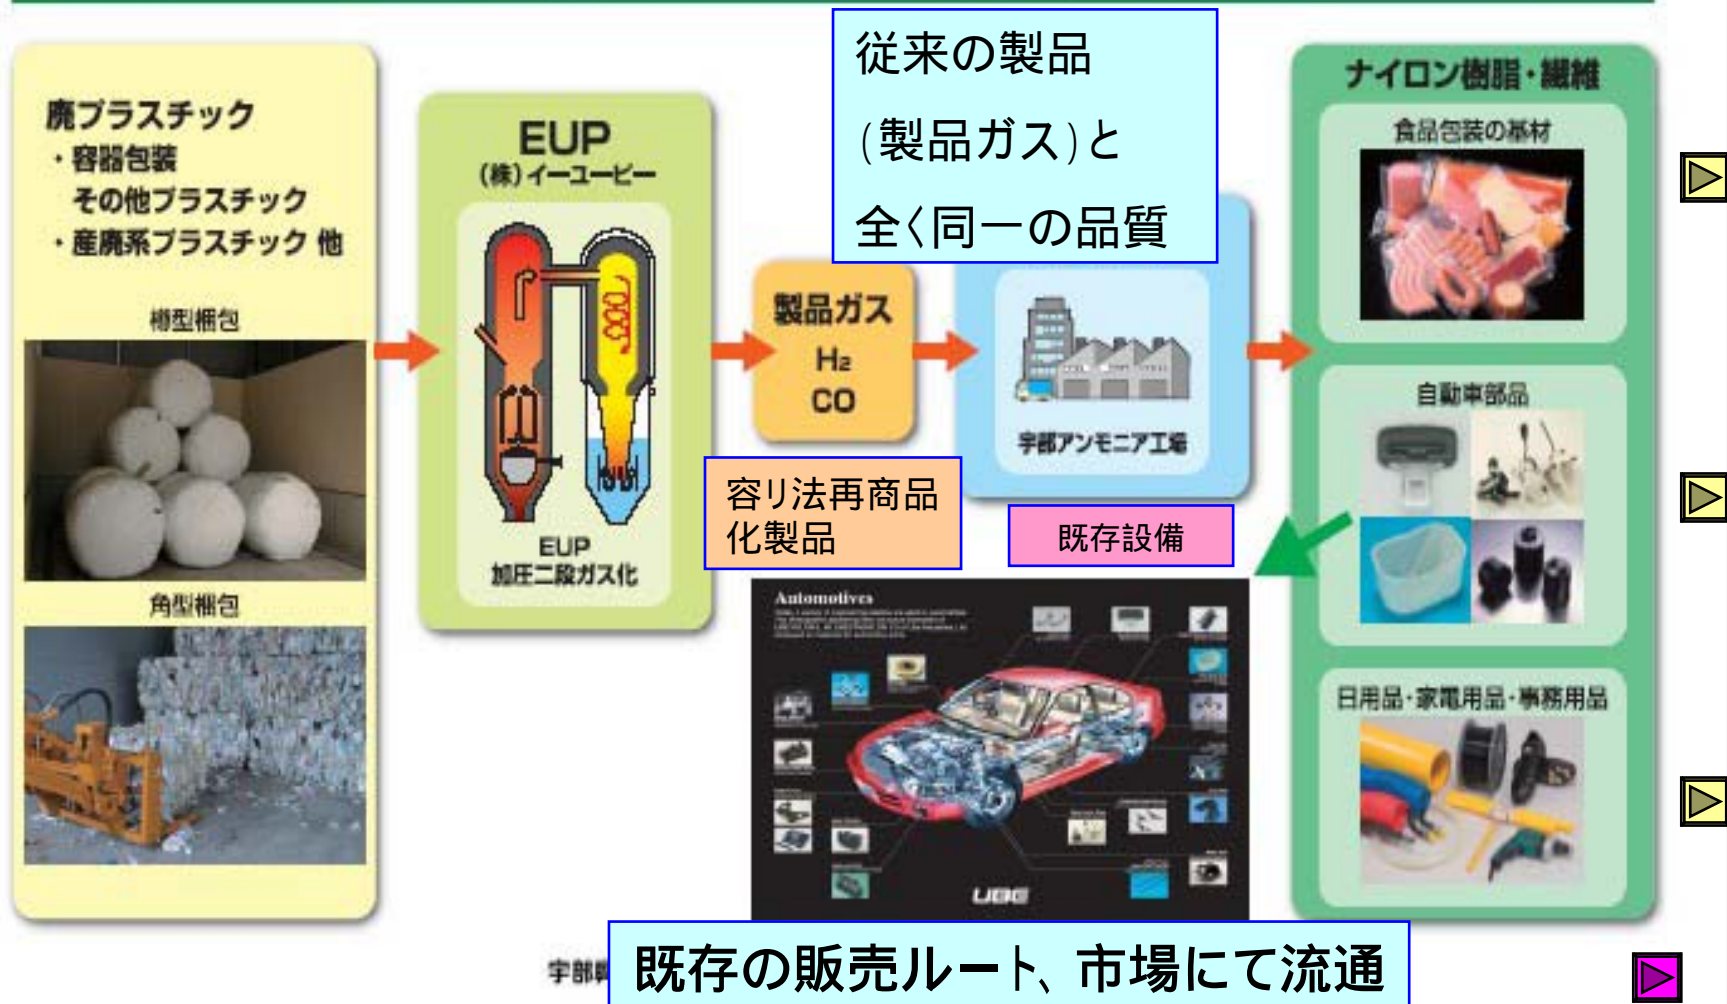 廃プラスチック
・容器包装
その他プラスチック
・産廃系プラスチック 他
樽型梱包
角型梱包
EUP
(株)イーユーピー
EUP
加圧二段ガス化
従来の製品
(製品ガス)と
全く同一の品質
製品ガス
H₂
CO
容リ法再商品
化製品
宇部アンモニア工場
既存設備
ナイロン樹脂・繊維
食品包装の基材
自動車部品
日用品・家電用品・事務用品
Automotives
UBE
宇部
既存の販売ルート、市場にて流通